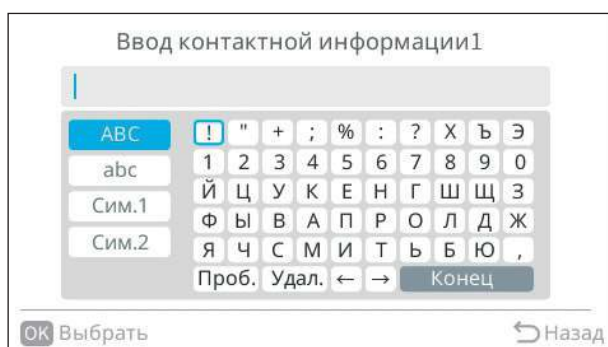 Ввод контактной информации1
ABC ! " + ; % : ? Х Ъ Э
abc 1 2 3 4 5 6 7 8 9 0
Сим.1 Й Ц У К Е Н Г Ш Щ З
Сим.2 Ф Ы В А П Р О Л Д Ж
Я Ч С М И Т Ь Б Ю ,
Проб. Удал. ← → Конец
OK Выбрать Назад